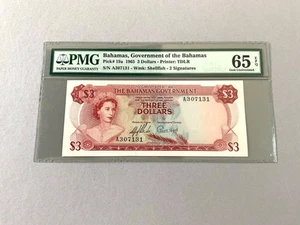 PMG
PAPER MONEY GUARANTY
Bahamas, Government of the Bahamas
Pick# 19a 1965 3 Dollars - Printer: TDLR
S/N A307131 - Wmk: Shellfish - 2 Signatures
65 EPQ
Gem Uncirculated
THE BAHAMAS GOVERNMENT
$3
$3
A307131
THREE
DOLLARS
A307131
$3
$3